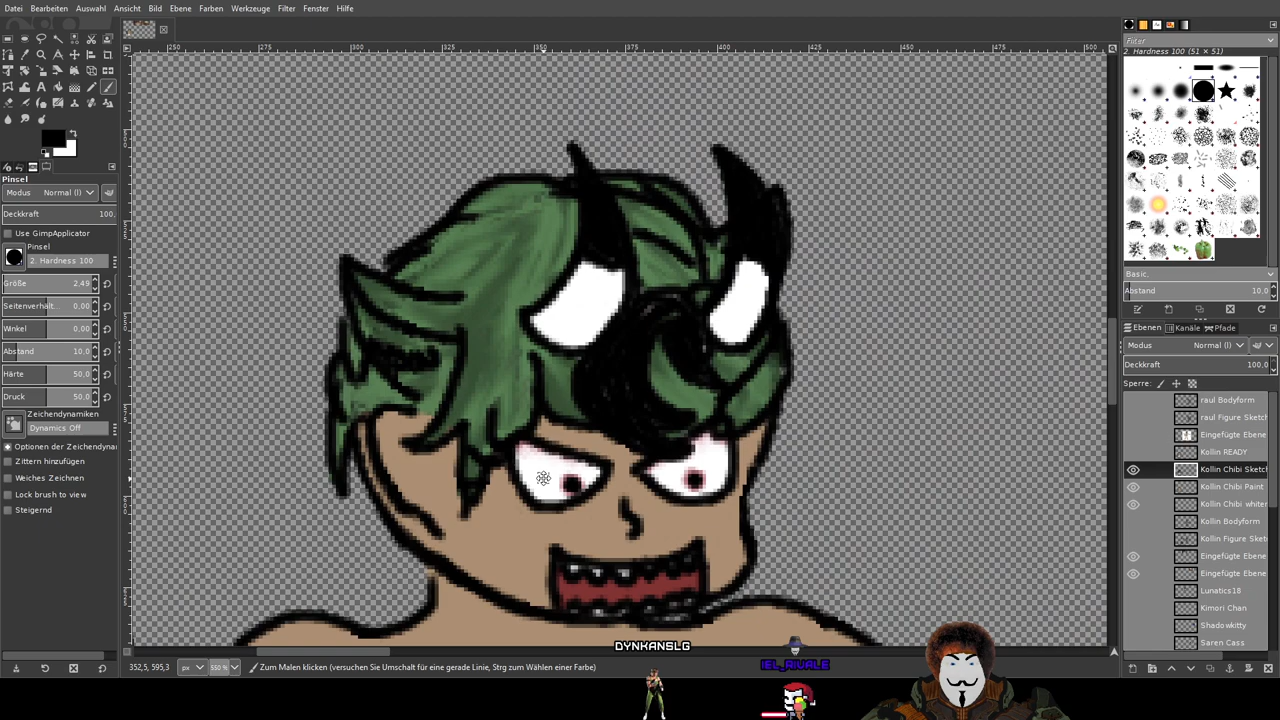 Datei Bearbeiten Auswahl Ansicht Bild Ebene Farben Werkzeuge Filter Fenster Hilfe
250 275 300 325 350 375 400 425 450 475 500
Filter
2. Hardness 100 (51 × 51)
Pinsel
Modus Normal (l)
Deckkraft 100,
Use GimpApplicator
Pinsel
2. Hardness 100
Größe 2,49
Seitenverhält... 0,00
Winkel 0,00
Abstand 10,0
Härte 50,0
Druck 50,0
Zeichendynamiken
Dynamics Off
Optionen der Zeichendynar
Zittern hinzufügen
Weiches Zeichnen
Lock brush to view
Steigernd
Basic,
Abstand 10,0
Ebenen Kanäle Pfade
Modus Normal (l)
Deckkraft 100,0
Sperre:
raul Bodyform
raul Figure Sketch
Eingefügte Ebene
Kollin READY
Kollin Chibi Sketch
Kollin Chibi Paint
Kollin Chibi white
Kollin Bodyform
Kollin Figure Sket
Eingefügte Ebene
Eingefügte Ebene
Lunatics18
Kimori Chan
Shadowkitty
Saren Cass
352,5, 595,3 px 550 % Zum Malen klicken (versuchen Sie Umschalt für eine gerade Linie, Strg zum Wählen einer Farbe)
DYNKANSLG
IEL_RIVALE